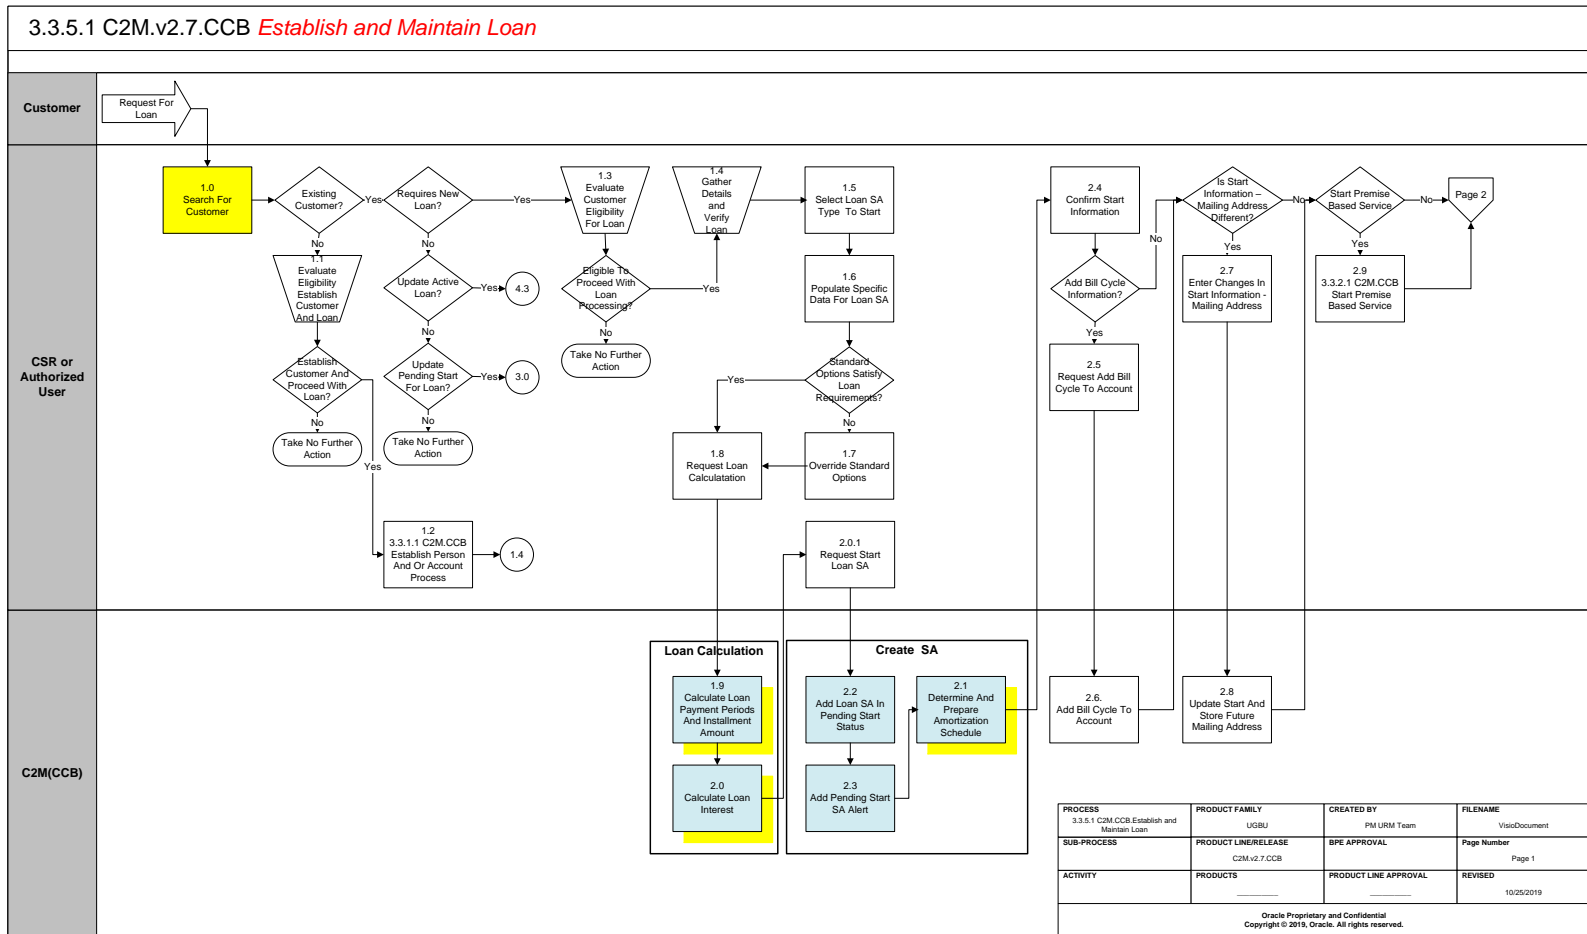 3.3.5.1 C2M.v2.7.CCB Establish and Maintain Loan
Customer
Request For
Loan
CSR or
Authorized
User
1.0
Search For
Customer
Existing
Customer?
Yes
No
1.1
Evaluate
Eligibility
Establish
Customer
And Loan
Establish
Customer And
Proceed With
Loan?
No
Take No Further
Action
Yes
1.2
3.3.1.1 C2M.CCB
Establish Person
And Or Account
Process
1.4
Requires New
Loan?
Yes
No
Update Active
Loan?
Yes
4.3
No
Update
Pending Start
For Loan?
Yes
3.0
No
Take No Further
Action
1.3
Evaluate
Customer
Eligibility
For Loan
Eligible To
Proceed With
Loan
Processing?
Yes
No
Take No Further
Action
1.4
Gather
Details
and
Verify
Loan
1.5
Select Loan SA
Type To Start
1.6
Populate Specific
Data For Loan SA
Standard
Options Satisfy
Loan
Requirements?
Yes
No
1.7
Override Standard
Options
1.8
Request Loan
Calculatation
2.0.1
Request Start
Loan SA
2.4
Confirm Start
Information
Add Bill Cycle
Information?
No
Yes
2.5
Request Add Bill
Cycle To Account
Is Start
Information –
Mailing Address
Different?
No
Yes
2.7
Enter Changes In
Start Information -
Mailing Address
Start Premise
Based Service
No
Yes
2.9
3.3.2.1 C2M.CCB
Start Premise
Based Service
Page 2
C2M(CCB)
Loan Calculation
1.9
Calculate Loan
Payment Periods
And Installment
Amount
2.0
Calculate Loan
Interest
Create SA
2.2
Add Loan SA In
Pending Start
Status
2.3
Add Pending Start
SA Alert
2.1
Determine And
Prepare
Amortization
Schedule
2.6.
Add Bill Cycle To
Account
2.8
Update Start And
Store Future
Mailing Address
PROCESS
3.3.5.1 C2M.CCB.Establish and
Maintain Loan
PRODUCT FAMILY
UGBU
CREATED BY
PM URM Team
FILENAME
VisioDocument
SUB-PROCESS
PRODUCT LINE/RELEASE
C2M.v2.7.CCB
BPE APPROVAL
Page Number
Page 1
ACTIVITY
PRODUCTS
PRODUCT LINE APPROVAL
REVISED
10/25/2019
Oracle Proprietary and Confidential
Copyright © 2019, Oracle. All rights reserved.